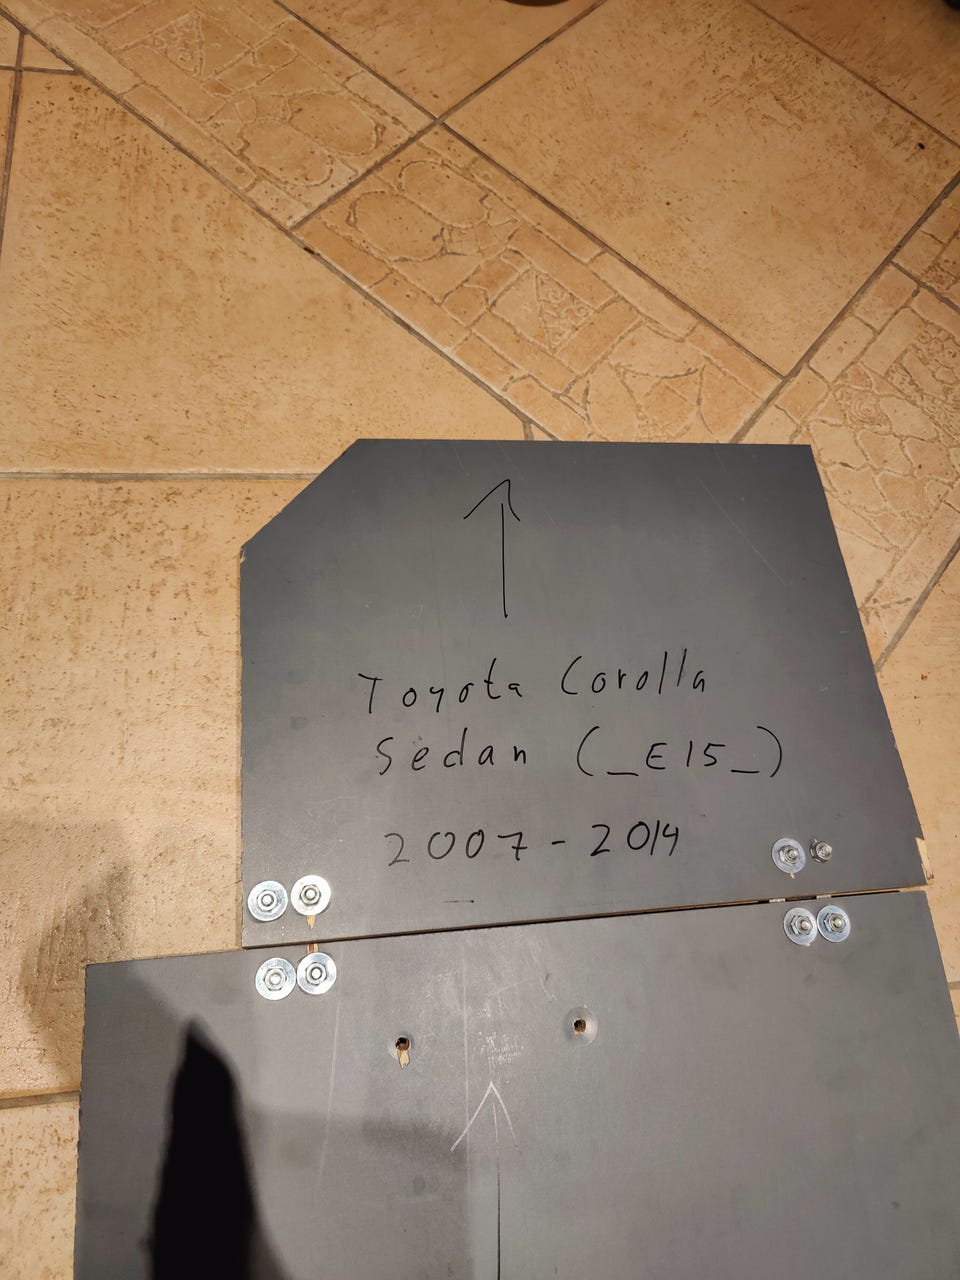 Toyota Corolla
Sedan (_E15_)
2007-2014